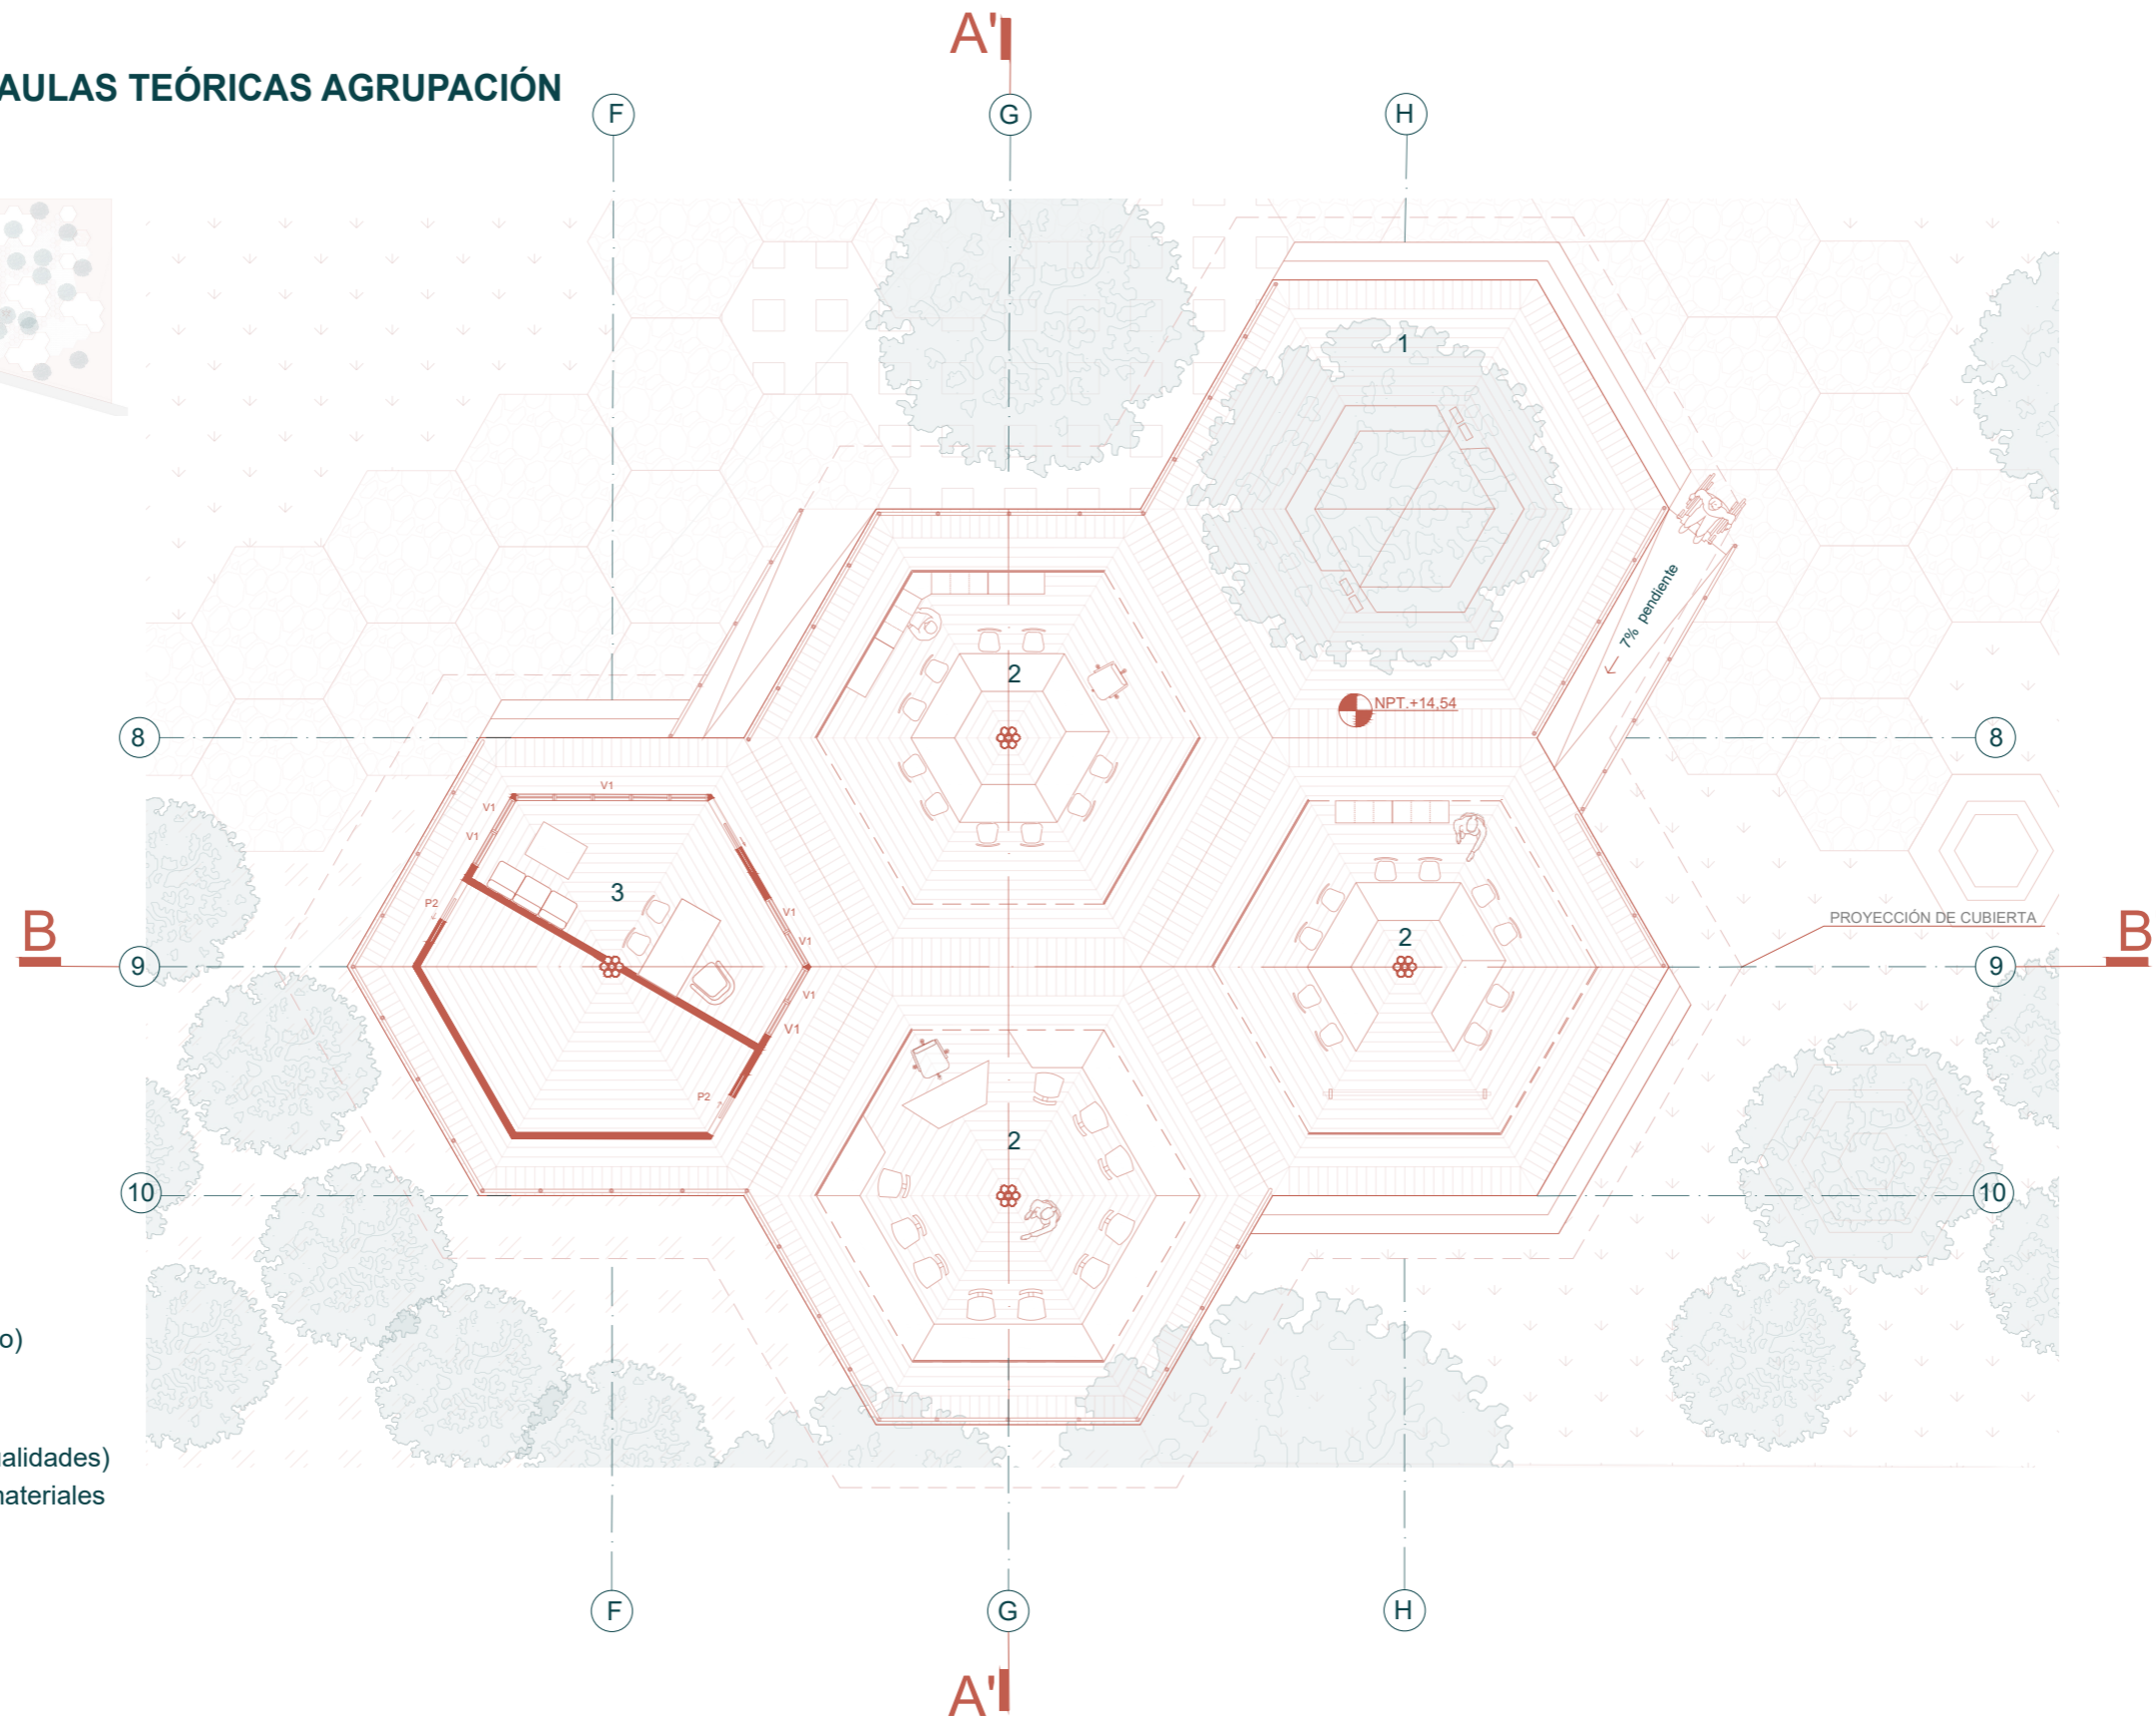 A'
AULAS TEÓRICAS AGRUPACIÓN
F
G
H
1
7% pendiente
2
NPT.+14,54
8
8
V1
V1
V1
3
P2
V1
V1
2
PROYECCIÓN DE CUBIERTA
B
B
9
9
V1
V1
P2
2
10
10
o)
alidades)
materiales
F
G
H
A'